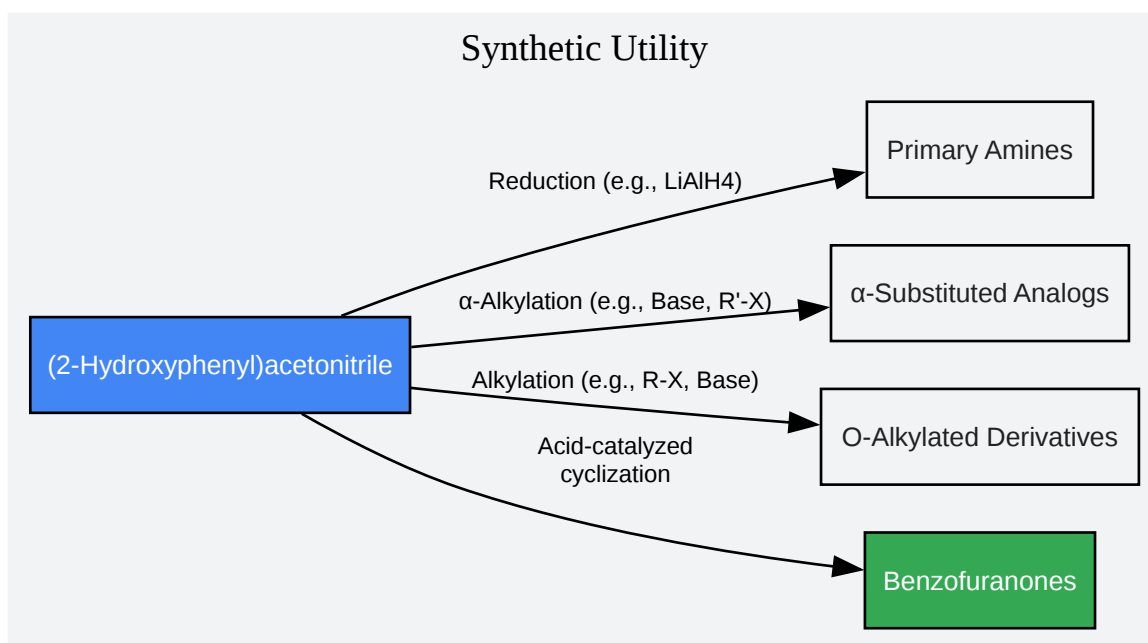 Synthetic Utility
Primary Amines
Reduction (e.g., LiAlH4)
α-Substituted Analogs
α-Alkylation (e.g., Base, R'-X)
(2-Hydroxyphenyl)acetonitrile
Alkylation (e.g., R-X, Base)
O-Alkylated Derivatives
Acid-catalyzed
cyclization
Benzofuranones